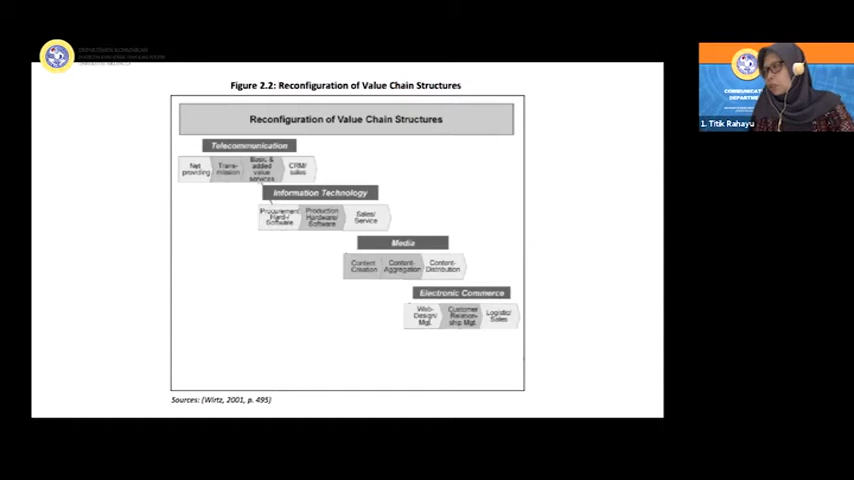 DEPARTEMEN KOMUNIKASI
Figure 2.2: Reconfiguration of Value Chain Structures
Reconfiguration of Value Chain Structures
Telecommunication
Net
providing
Trans-
mission
Basic &
added
value
services
CRM/
sales
Information Technology
Procurement
Hard-/
Software
Production
Hardware/
Software
Sales/
Service
Media
Content
Creation
Content-
Aggregation
Content-
Distribution
Electronic Commerce
Web-
Design/
Mgt.
Customer
Relation-
ship Mgt.
Logistic/
Sales
Sources: (Wirtz, 2001, p. 495)
COMMUNICAT
DEPARTME
1. Titik Rahayu